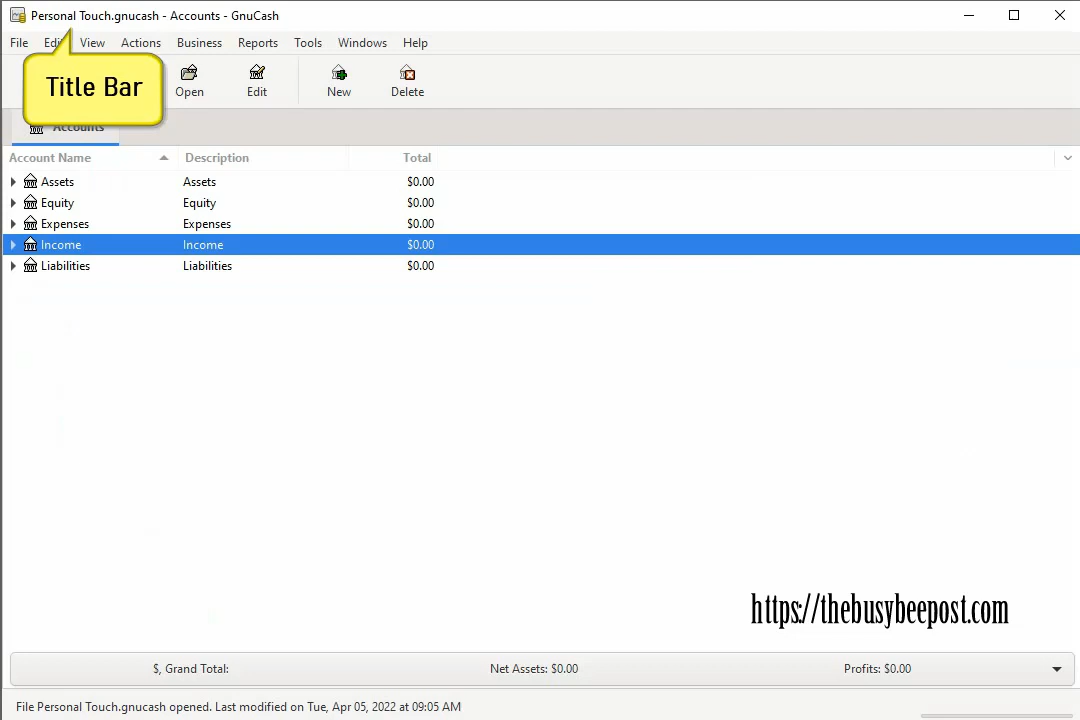 Personal Touch.gnucash - Accounts - GnuCash
File Edit View Actions Business Reports Tools Windows Help
Title Bar
Open Edit New Delete
Accounts
Account Name Description Total
Assets Assets $0.00
Equity Equity $0.00
Expenses Expenses $0.00
Income Income $0.00
Liabilities Liabilities $0.00
https://thebusybeepost.com
$, Grand Total: Net Assets: $0.00 Profits: $0.00
File Personal Touch.gnucash opened. Last modified on Tue, Apr 05, 2022 at 09:05 AM